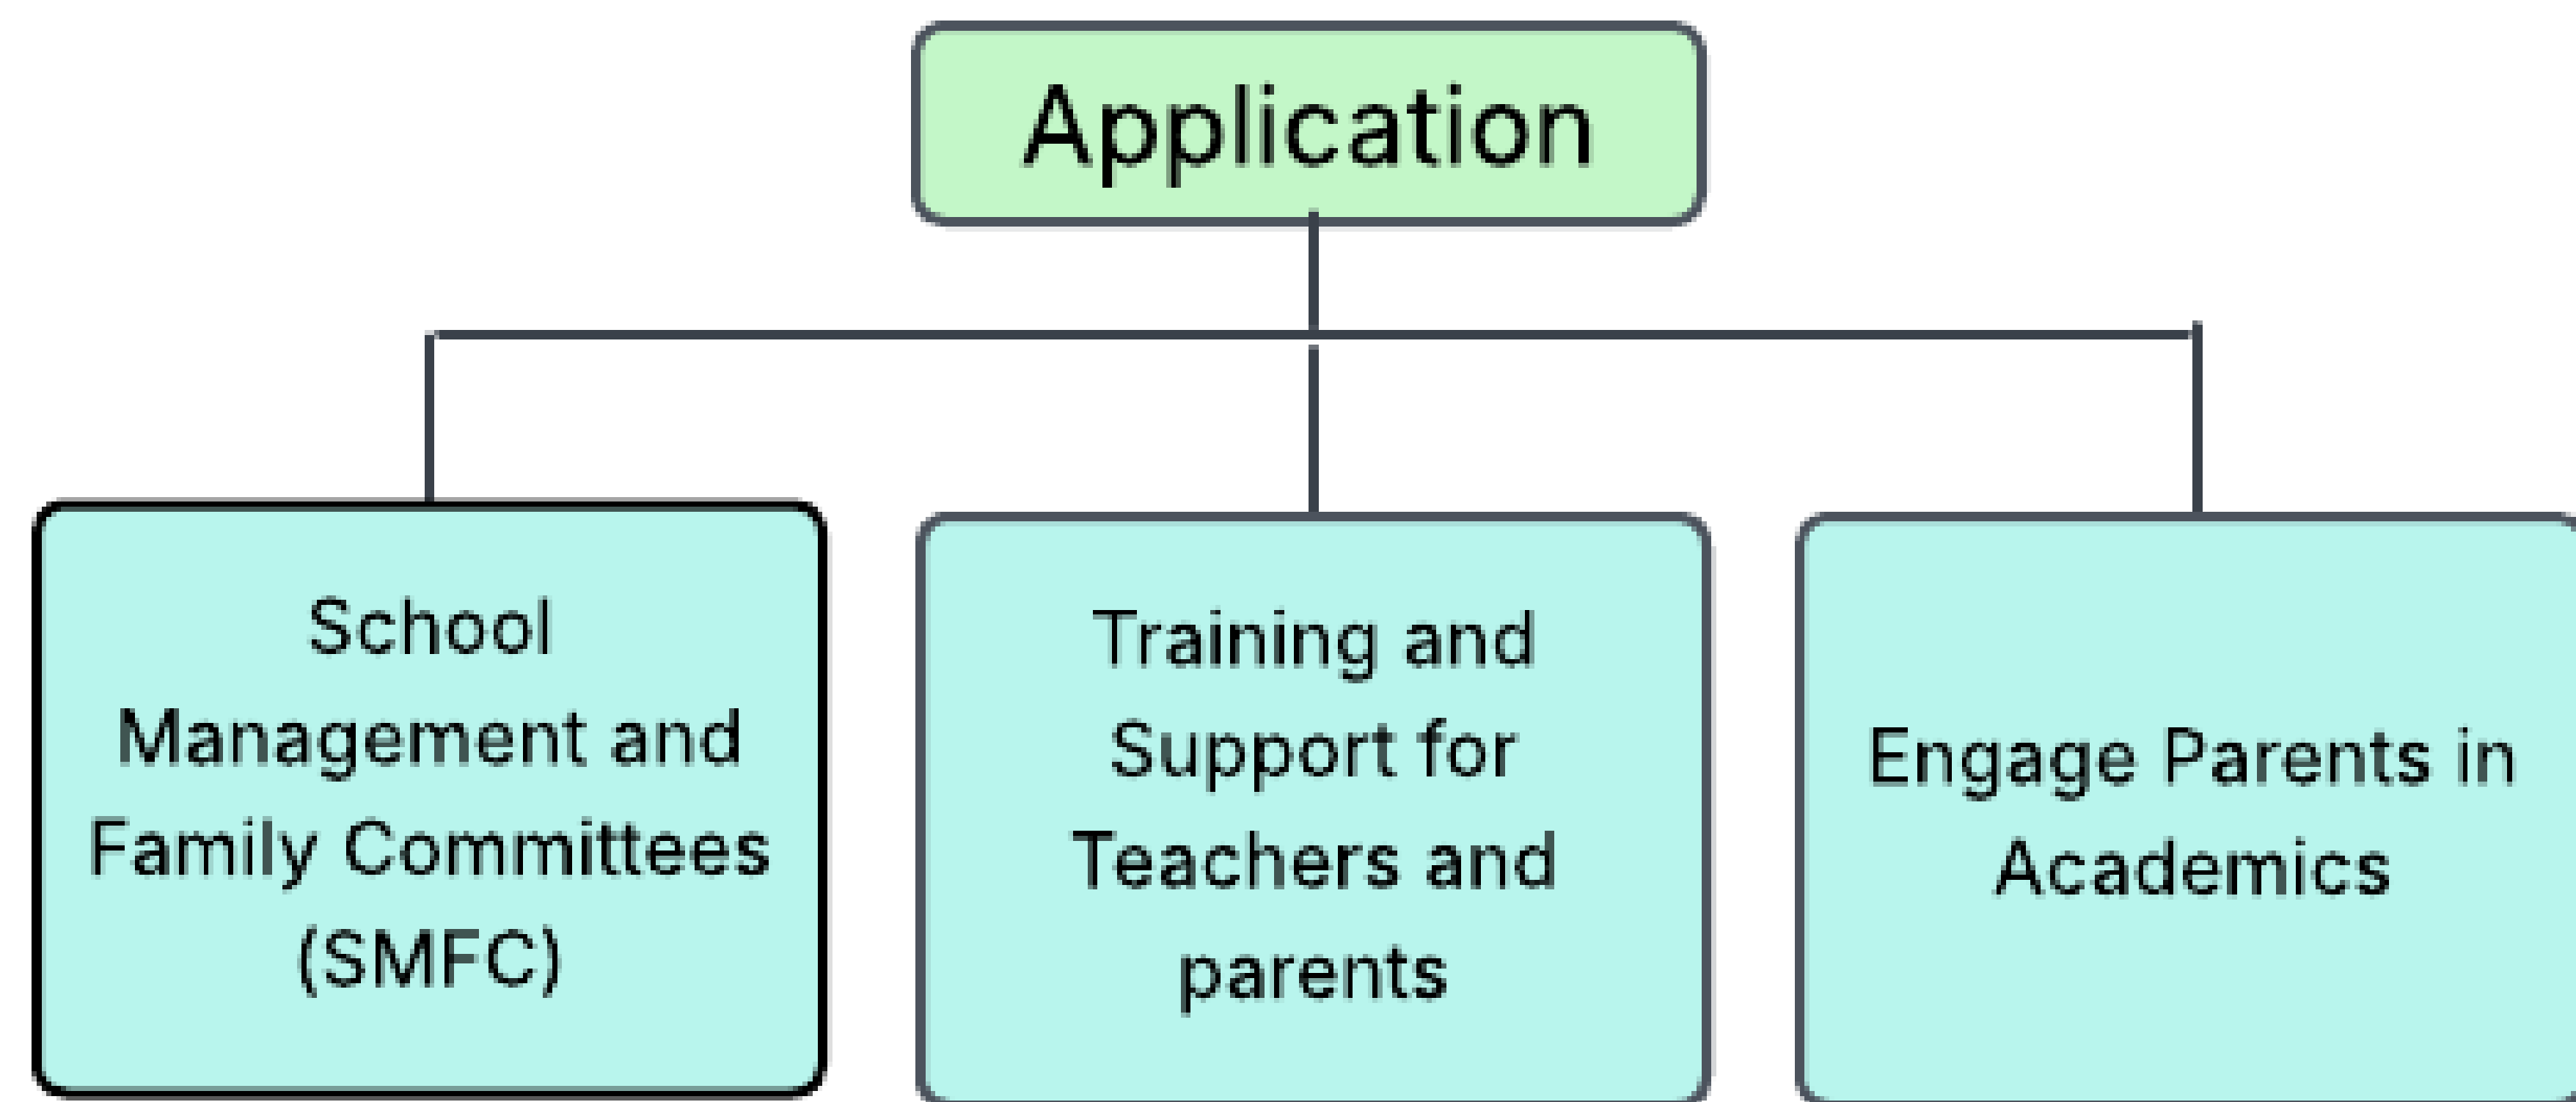 Application
School
Management and
Family Committees
(SMFC)
Training and
Support for
Teachers and
parents
Engage Parents in
Academics